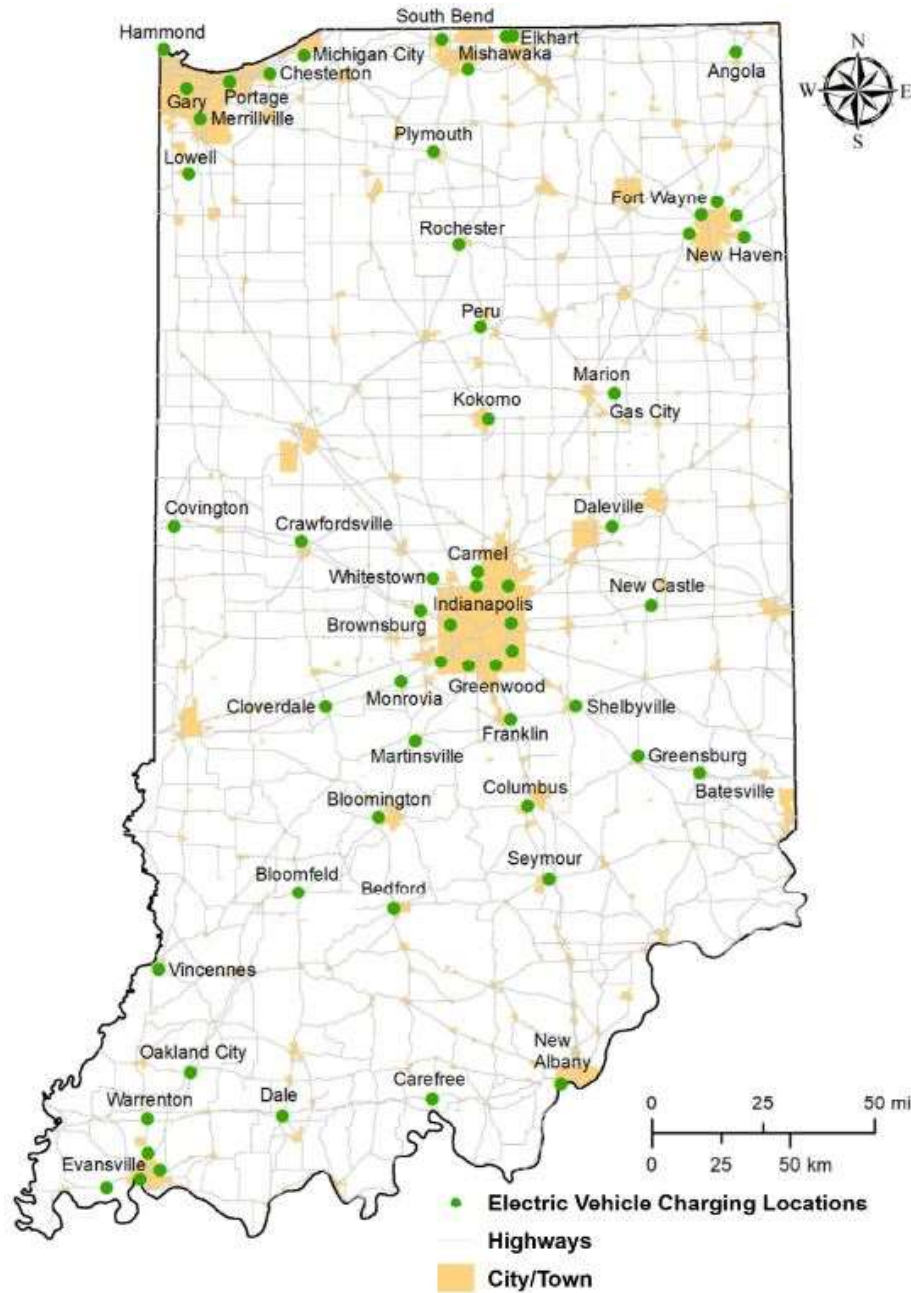 South Bend
Hammond
Elkhart
Michigan City
Mishawaka
Chesterton
Angola
N
W
E
S
Gary
Portage
Merrillville
Plymouth
Lowell
Fort Wayne
Rochester
New Haven
Peru
Marion
Kokomo
Gas City
Covington
Daleville
Crawfordsville
Carmel
Whitestown
New Castle
Indianapolis
Brownsburg
Greenwood
Monrovia
Cloverdale
Shelbyville
Franklin
Martinsville
Greensburg
Batesville
Bloomington
Columbus
Seymour
Bloomfeld
Bedford
Vincennes
New
Albany
Oakland City
Carefree
Dale
Warrenton
0 25 50 mi
0 25 50 km
Evansville
Electric Vehicle Charging Locations
Highways
City/Town